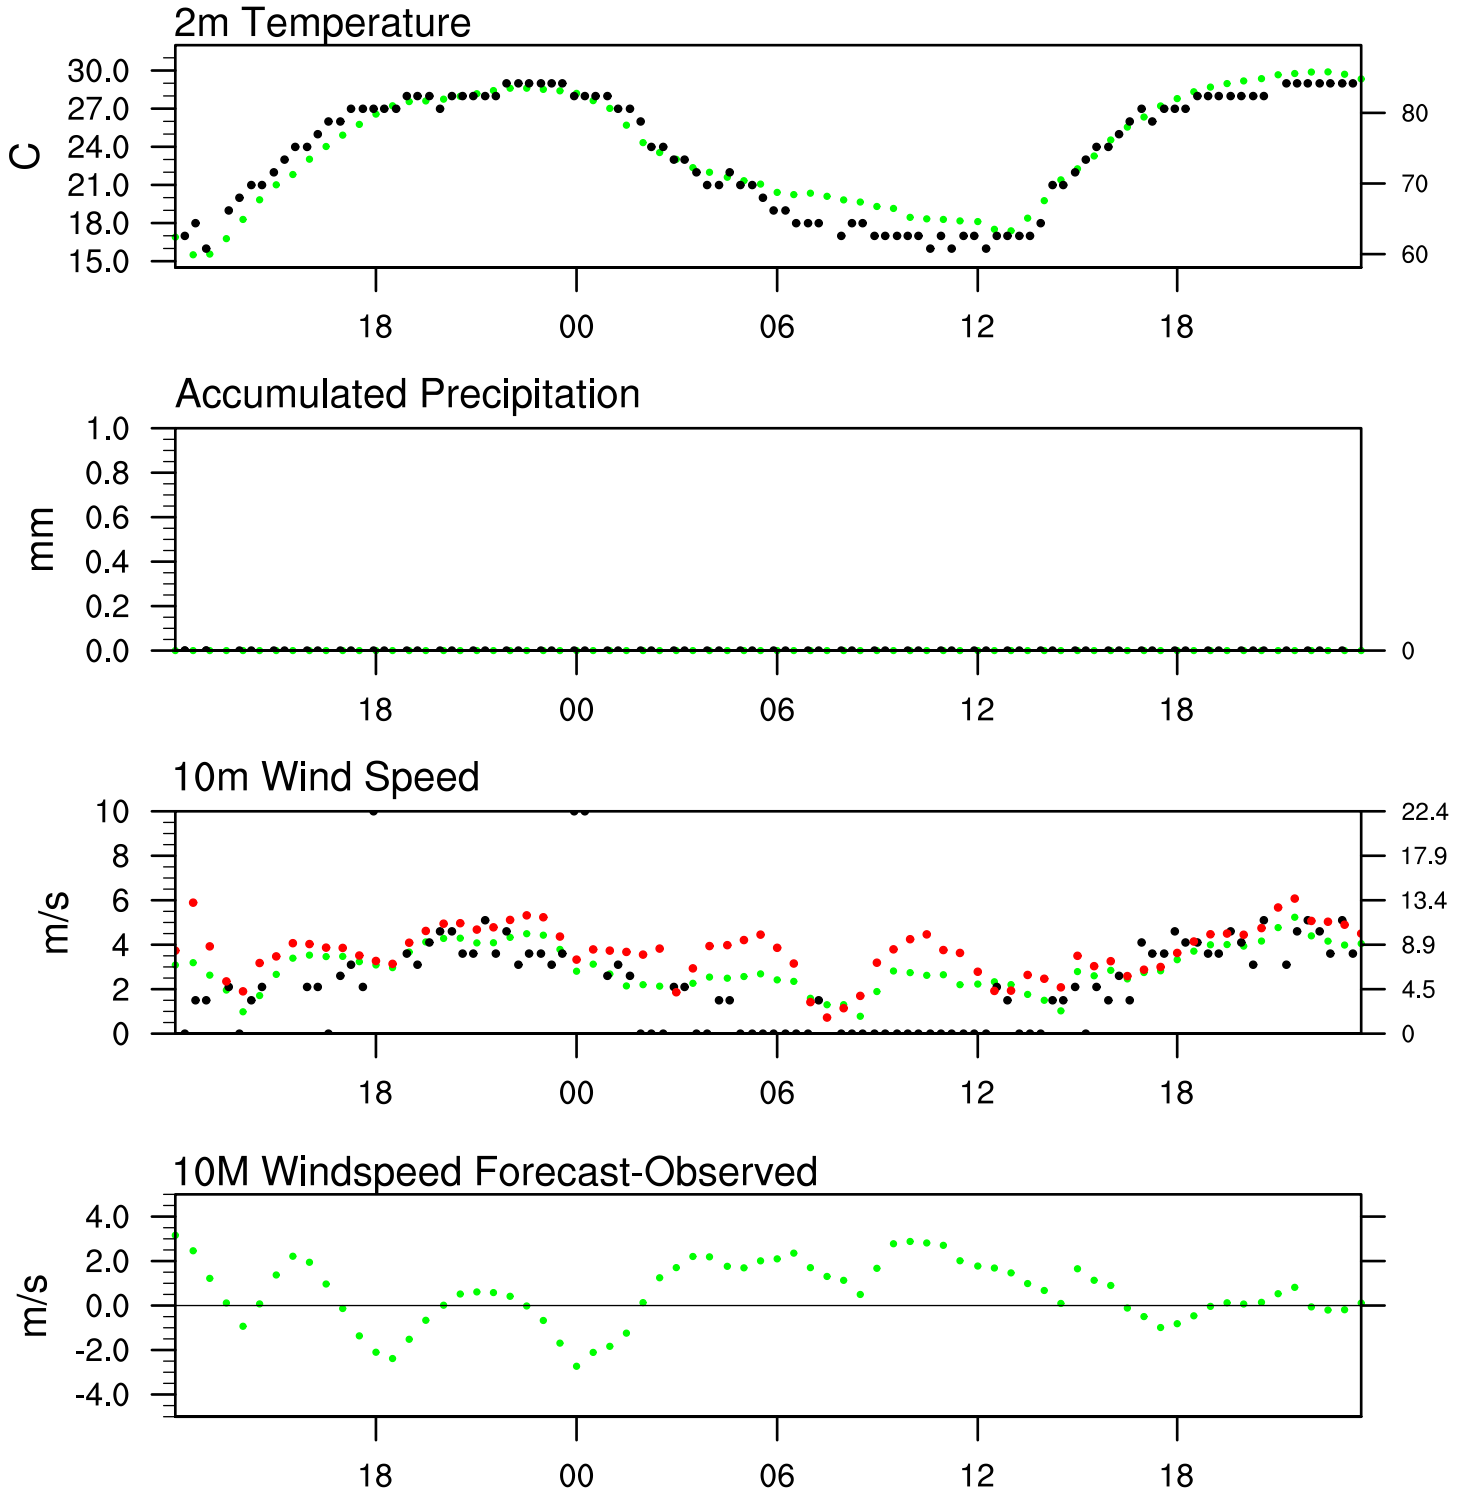 2m Temperature
30.0
27.0
24.0
21.0
18.0
15.0
C
80
70
60
18 00 06 12 18
Accumulated Precipitation
1.0
0.8
0.6
0.4
0.2
0.0
mm
0
18 00 06 12 18
10m Wind Speed
10
8
6
4
2
0
m/s
22.4
17.9
13.4
8.9
4.5
0
18 00 06 12 18
10M Windspeed Forecast-Observed
4.0
2.0
0.0
-2.0
-4.0
m/s
18 00 06 12 18